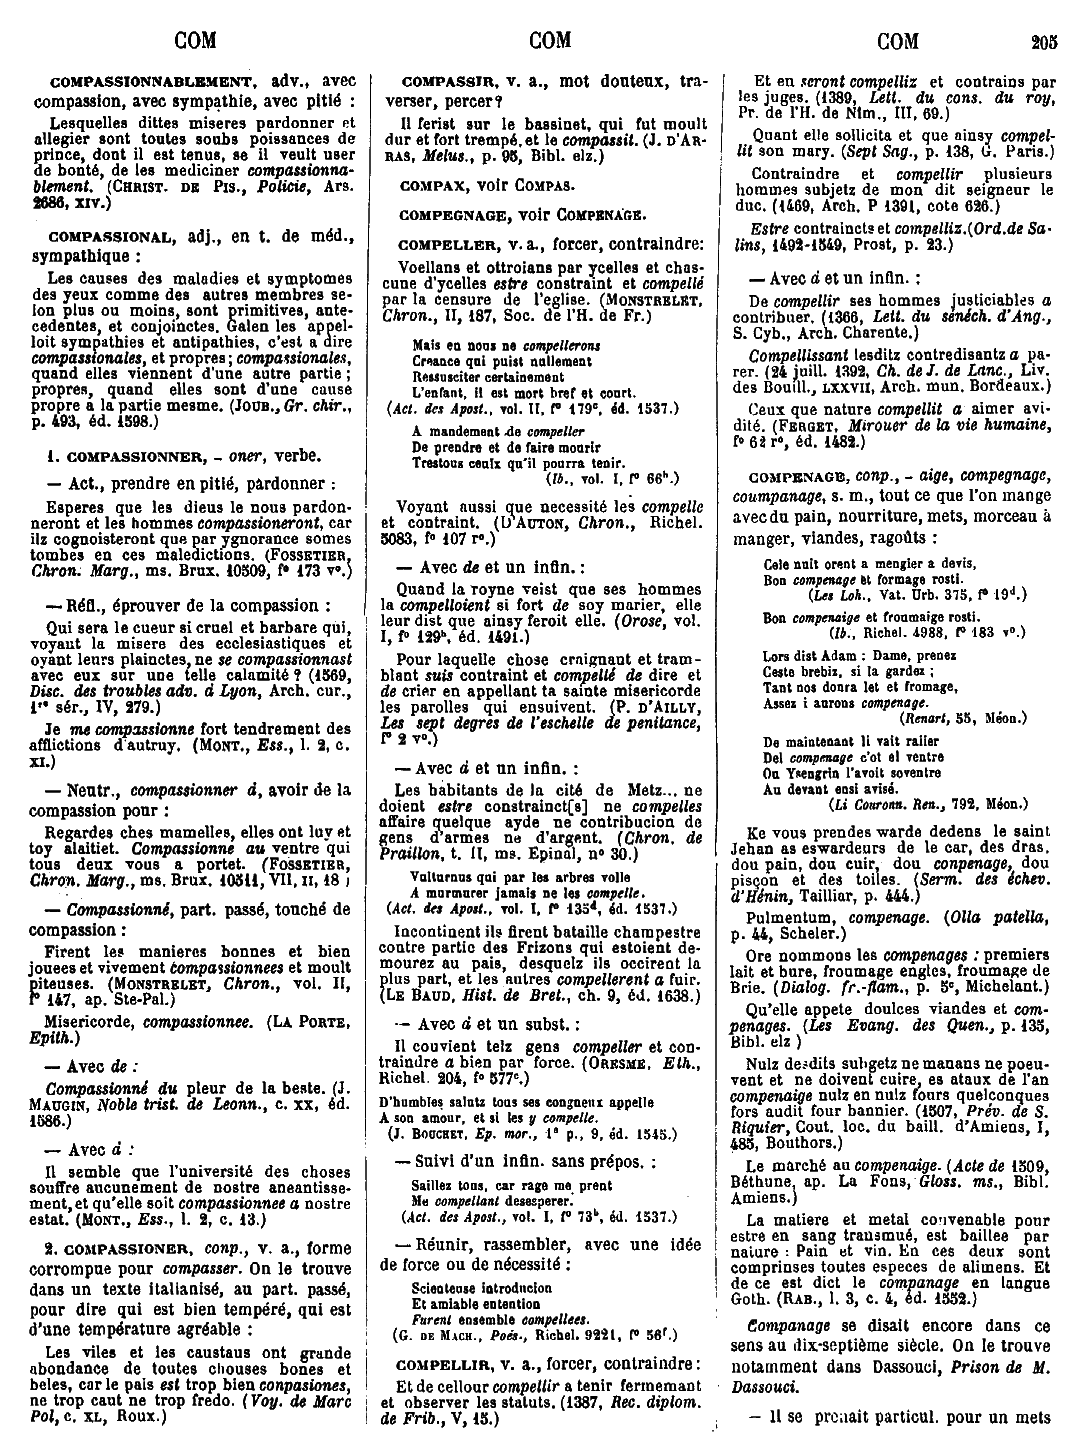 COM
COM
COM
205
COMPASSIONNABLEMENT, adv., avec
compassion, avec sympathie, avec pitié :
Lesquelles dittes miseres pardonner et
allegier sont toutes soubs poissances de
prince, dont il est tenus, se il veult user
de bonté, de les mediciner compassionna-
blement. (CHRIST. DE PIS., Policie, Ars.
2686, XIV.)
COMPASSIONAL, adj., en t. de méd.,
sympathique :
Les causes des maladies et symptomes
des yeux comme des autres membres se-
lon plus ou moins, sont primitives, ante-
cedentes, et conjoinctes. Galen les appel-
loit sympathies et antipathies, c'est a dire
compassionales, et propres ; compassionales,
quand elles viennent d'une autre partie ;
propres, quand elles sont d'une cause
propre a la partie mesme. (JOUB., Gr. chir.,
p. 493, éd. 1598.)
1. COMPASSIONNER, - oner, verbe.
— Act., prendre en pitié, pardonner :
Esperes que les dieus le nous pardon-
neront et les hommes compassioneront, car
ilz cognoisteront que par ygnorance somes
tombes en ces maledictions. (FOSSETIER,
Chron. Marg., ms. Brux. 10509, f° 173 v°.)
— Réfl., éprouver de la compassion :
Qui sera le cueur si cruel et barbare qui,
voyant la misere des ecclesiastiques et
oyant leurs plainctes, ne se compassionnast
avec eux sur une telle calamité ? (1569,
Disc. des troubles adv. a Lyon, Arch. cur.,
1re sér., IV, 279.)
Je me compassionne fort tendrement des
afflictions d'autruy. (MONT., Ess., l. 2, c.
XI.)
— Neutr., compassionner a, avoir de la
compassion pour :
Regardes ches mamelles, elles ont luy et
toy alaitiet. Compassionne au ventre qui
tous deux vous a portet. (FOSSETIER,
Chron. Marg., ms. Brux. 10511, VII, II, 18)
— Compassionné, part. passé, touché de
compassion :
Firent les manieres bonnes et bien
jouees et vivement compassionnees et moult
piteuses. (MONSTRELET, Chron., vol. II,
f° 147, ap. Ste-Pal.)
Misericorde, compassionnee. (LA PORTE,
Epith.)
— Avec de :
Compassionné du pleur de la beste. (J.
MAUGIN, Noble trist. de Leonn., c. XX, éd.
1586.)
— Avec à :
Il semble que l'université des choses
souffre aucunement de nostre aneantisse-
ment, et qu'elle soit compassionnee a nostre
estat. (MONT., Ess., l. 2, c. 13.)
2. COMPASSIONER, conp., v. a., forme
corrompue pour compasser. On le trouve
dans un texte italianisé, au part. passé,
pour dire qui est bien tempéré, qui est
d'une température agréable :
Les viles et les caustaus ont grande
abondance de toutes chouses bones et
beles, car le païs est trop bien conpasiones,
ne trop caut ne trop fredo. (Voy. de Marc
Pol, c. XL, Roux.)
COMPASSIR, v. a., mot douteux, tra-
verser, percer ?
Il ferist sur le bassinet, qui fut moult
dur et fort trempé, et le compassit. (J. D'AR-
RAS, Melus., p. 95, Bibl. elz.)
COMPAX, voir COMPAS.
COMPEGNAGE, voir COMPENAGE.
COMPELLER, v. a., forcer, contraindre :
Voellans et ottroians par ycelles et chas-
cune d'ycelles estre constraint et compellé
par la censure de l'eglise. (MONSTRELET,
Chron., II, 187, Soc. de l'H. de Fr.)
Mais en nous ne compellerons
Creance qui puist nullement
Ressusciter certainement
L'enfant, il est mort bref et court.
(Act. des Apost., vol. II, f° 179c, éd. 1537.)
A mandement de compeller
De prendre et de faire mourir
Trestous ceulx qu'il pourra tenir.
(Ib., vol. I, f° 66b.)
Voyant aussi que necessité les compelle
et contraint. (D'AUTON, Chron., Richel.
5083, f° 107 r°.)
— Avec de et un infin. :
Quand la royne veist que ses hommes
la compelloient si fort de soy marier, elle
leur dist que ainsy feroit elle. (Orose, vol.
I, f° 129b, éd. 1491.)
Pour laquelle chose craignant et tram-
blant suis contraint et compellé de dire et
de crier en appellant ta sainte misericorde
les parolles qui ensuivent. (P. D'AILLY,
Les sept degres de l'eschelle de penitance,
f° 2 v°.)
— Avec à et un infin. :
Les habitants de la cité de Metz... ne
doient estre constrainct[s] ne compelles
affaire quelque ayde ne contribucion de
gens d'armes ne d'argent. (Chron. de
Praillon, t. II, ms. Epinal, n° 30.)
Vulturnus qui par les arbres volle
A murmurer jamais ne les compelle.
(Act. des Apost., vol. I, f° 135d, éd. 1537.)
Incontinent ils firent bataille champestre
contre partie des Frizons qui estoient de-
mourez au pais, desquelz ils occirent la
plus part, et les autres compellerent a fuir.
(LE BAUD, Hist. de Bret., ch. 9, éd. 1638.)
— Avec à et un subst. :
Il couvient telz gens compeller et con-
traindre a bien par force. (ORESME, Eth.,
Richel. 204, f° 577c.)
D'humbles salutz tous ses congneux appelle
A son amour, et si les y compelle.
(J. BOUCHET, Ep. mor., 1a p., 9, éd. 1545.)
— Suivi d'un infin. sans prépos. :
Saillez tous, car rage me prent
Me compellant desesperer.
(Act. des Apost., vol. I, f° 73b, éd. 1537.)
— Réunir, rassembler, avec une idée
de force ou de nécessité :
Scienteuse introducion
Et amiable entention
Furent ensemble compellees.
(G. DE MACH., Poés., Richel. 9221, f° 56f.)
COMPELLIR, v. a., forcer, contraindre :
Et de cellour compellir a tenir fermemant
et observer les statuts. (1387, Rec. diplom.
de Frib., V, 15.)
Et en seront compelliz et contrains par
les juges. (1389, Lett. du cons. du roy,
Pr. de l'H. de Nim., III, 69.)
Quant elle sollicita et que ainsy compel-
lit son mary. (Sept Sag., p. 138, G. Paris.)
Contraindre et compellir plusieurs
hommes subjetz de mon dit seigneur le
duc. (1469, Arch. P 1391, cote 626.)
Estre contraincts et compelliz. (Ord. de Sa-
lins, 1492-1549, Prost, p. 23.)
— Avec à et un infin. :
De compellir ses hommes justiciables a
contribuer. (1366, Lett. du sénéch. d'Ang.,
S. Cyb., Arch. Charente.)
Compellissant lesditz contredisantz a pa-
rer. (24 juill. 1392, Ch. de J. de Lanc., Liv.
des Bouill., LXXVII, Arch. mun. Bordeaux.)
Ceux que nature compellit a aimer avi-
dité. (FERGET, Mirouer de la vie humaine,
f° 62 r°, éd. 1482.)
COMPENAGE, conp., - aige, compegnage,
coumpanage, s. m., tout ce que l'on mange
avec du pain, nourriture, mets, morceau à
manger, viandes, ragoûts :
Cele nuit orent a mengier a devis,
Bon compenage et formage rosti.
(Les Loh., Vat. Urb. 375, f° 19d.)
Bon compenaige et froumaige rosti.
(Ib., Richel. 4988, f° 183 v°.)
Lors dist Adam : Dame, prenez
Ceste brebiz, si la gardez ;
Tant nos donra let et fromage,
Assez i aurons compenage.
(Renart, 55, Méon.)
De maintenant li vait railer
Del compenage c'ot el ventre
Ou Ysengrin l'avoit soventre
Au devant ensi avisé.
(Li Couronn. Ren., 792, Méon.)
Ke vous prendes warde dedens le saint
Jehan as eswardeurs de le car, des dras,
dou pain, dou cuir, dou conpenage, dou
pisçon et des toiles. (Serm. des échev.
d'Hénin, Tailliar, p. 444.)
Pulmentum, compenage. (Olla patella,
p. 44, Scheler.)
Ore nommons les compenages : premiers
lait et bure, froumage engles, froumage de
Brie. (Dialog. fr.-flam., p. 5c, Michelant.)
Qu'elle appete doulces viandes et com-
penages. (Les Evang. des Quen., p. 135,
Bibl. elz )
Nulz desdits subgetz ne manans ne poeu-
vent et ne doivent cuire, es ataux de l'an
compenaige nulz en nulz fours quelconques
fors audit four bannier. (1507, Prév. de S.
Riquier, Cout. loc. du baill. d'Amiens, I,
485, Bouthors.)
Le marché au compenaige. (Acte de 1509,
Béthune, ap. La Fons, Gloss. ms., Bibl.
Amiens.)
La matiere et metal convenable pour
estre en sang transmué, est baillee par
nature : Pain et vin. En ces deux sont
comprinses toutes especes de alimens. Et
de ce est dict le companage en langue
Goth. (RAB., l. 3, c. 4, éd. 1552.)
Companage se disait encore dans ce
sens au dix-septième siècle. On le trouve
notamment dans Dassouci, Prison de M.
Dassouci.
— Il se prenait particul. pour un mets